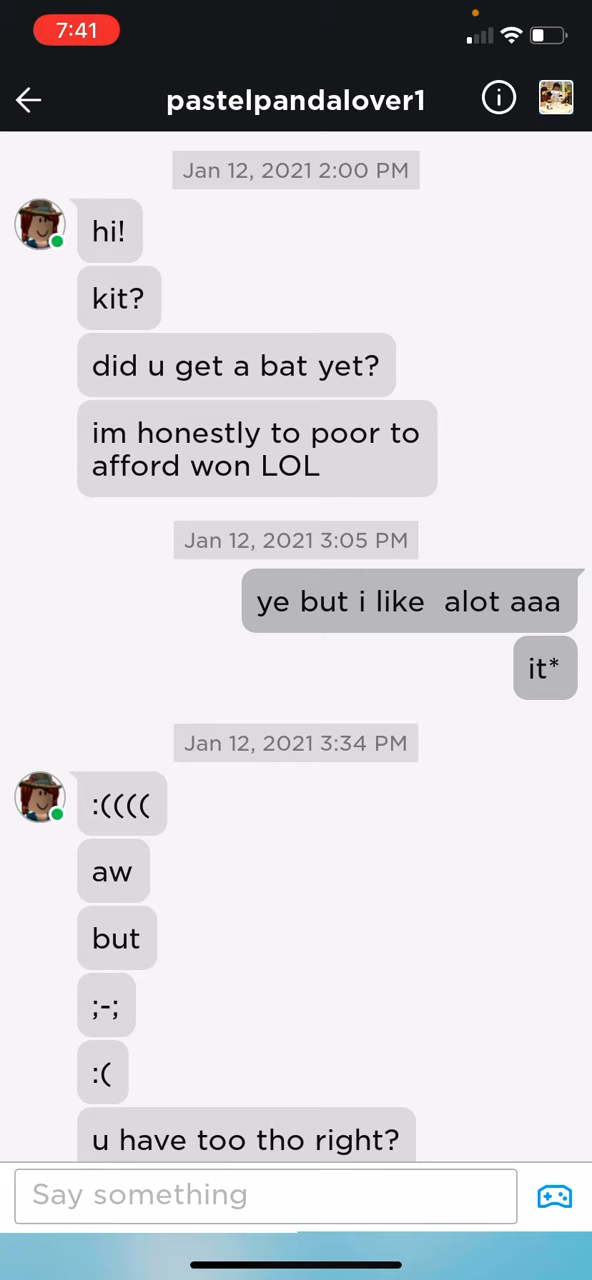 7:41
pastelpandalover1
Jan 12, 2021 2:00 PM
hi!
kit?
did u get a bat yet?
im honestly to poor to
afford won LOL
Jan 12, 2021 3:05 PM
ye but i like  alot aaa
it*
Jan 12, 2021 3:34 PM
:((((
aw
but
;-;
:(
u have too tho right?
Say something